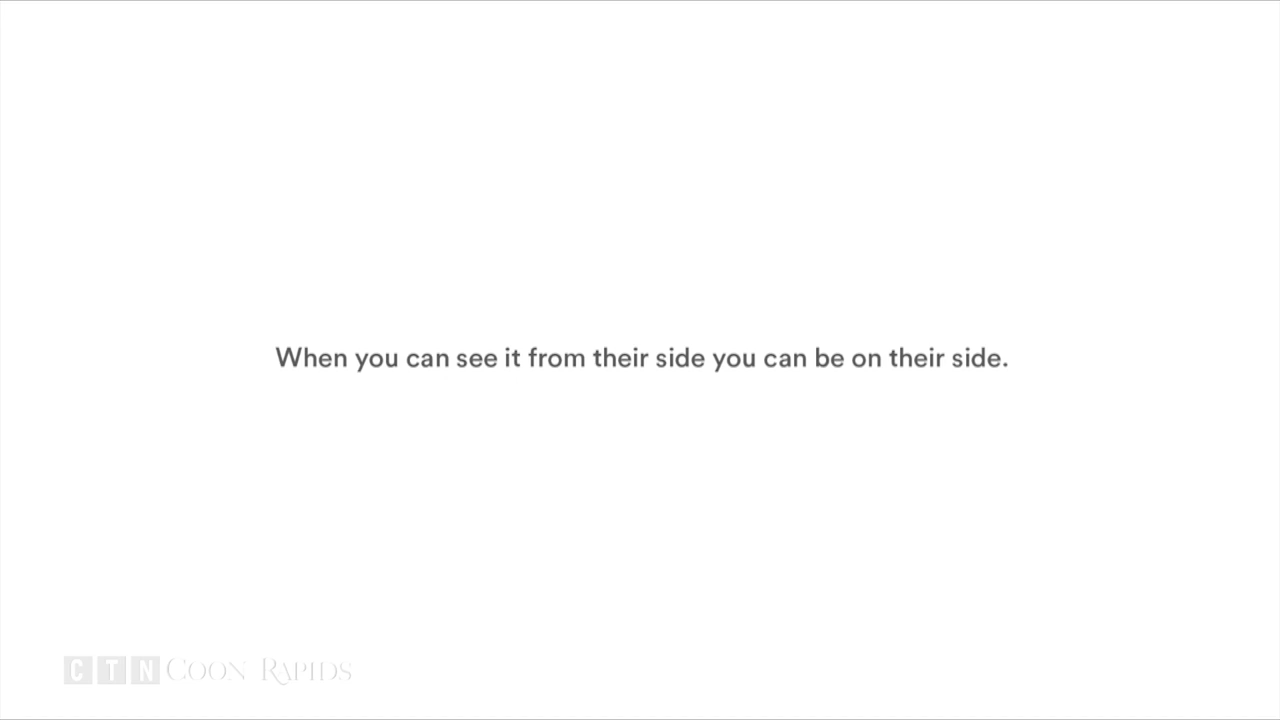 When you can see it from their side you can be on their side.
CTN COON RAPIDS